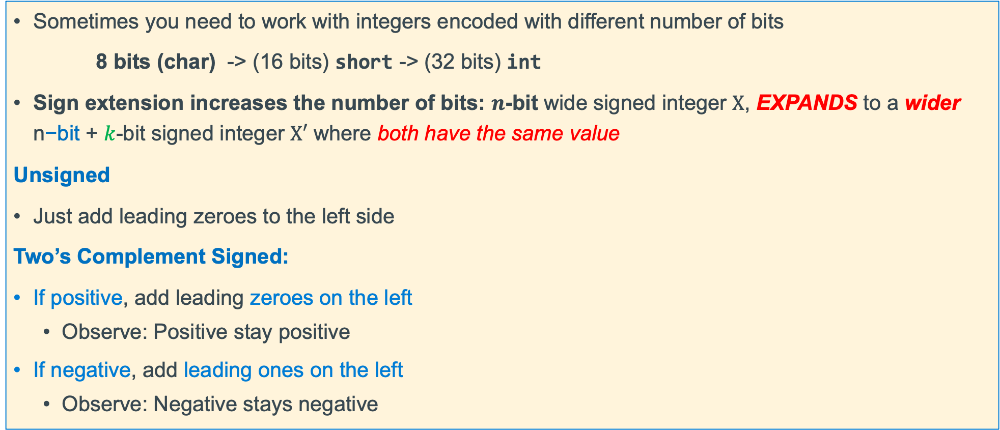 • Sometimes you need to work with integers encoded with different number of bits
8 bits (char) -> (16 bits) short -> (32 bits) int
• Sign extension increases the number of bits: n-bit wide signed integer X, EXPANDS to a wider
n−bit + k-bit signed integer X′ where both have the same value
Unsigned
• Just add leading zeroes to the left side
Two’s Complement Signed:
• If positive, add leading zeroes on the left
• Observe: Positive stay positive
• If negative, add leading ones on the left
• Observe: Negative stays negative